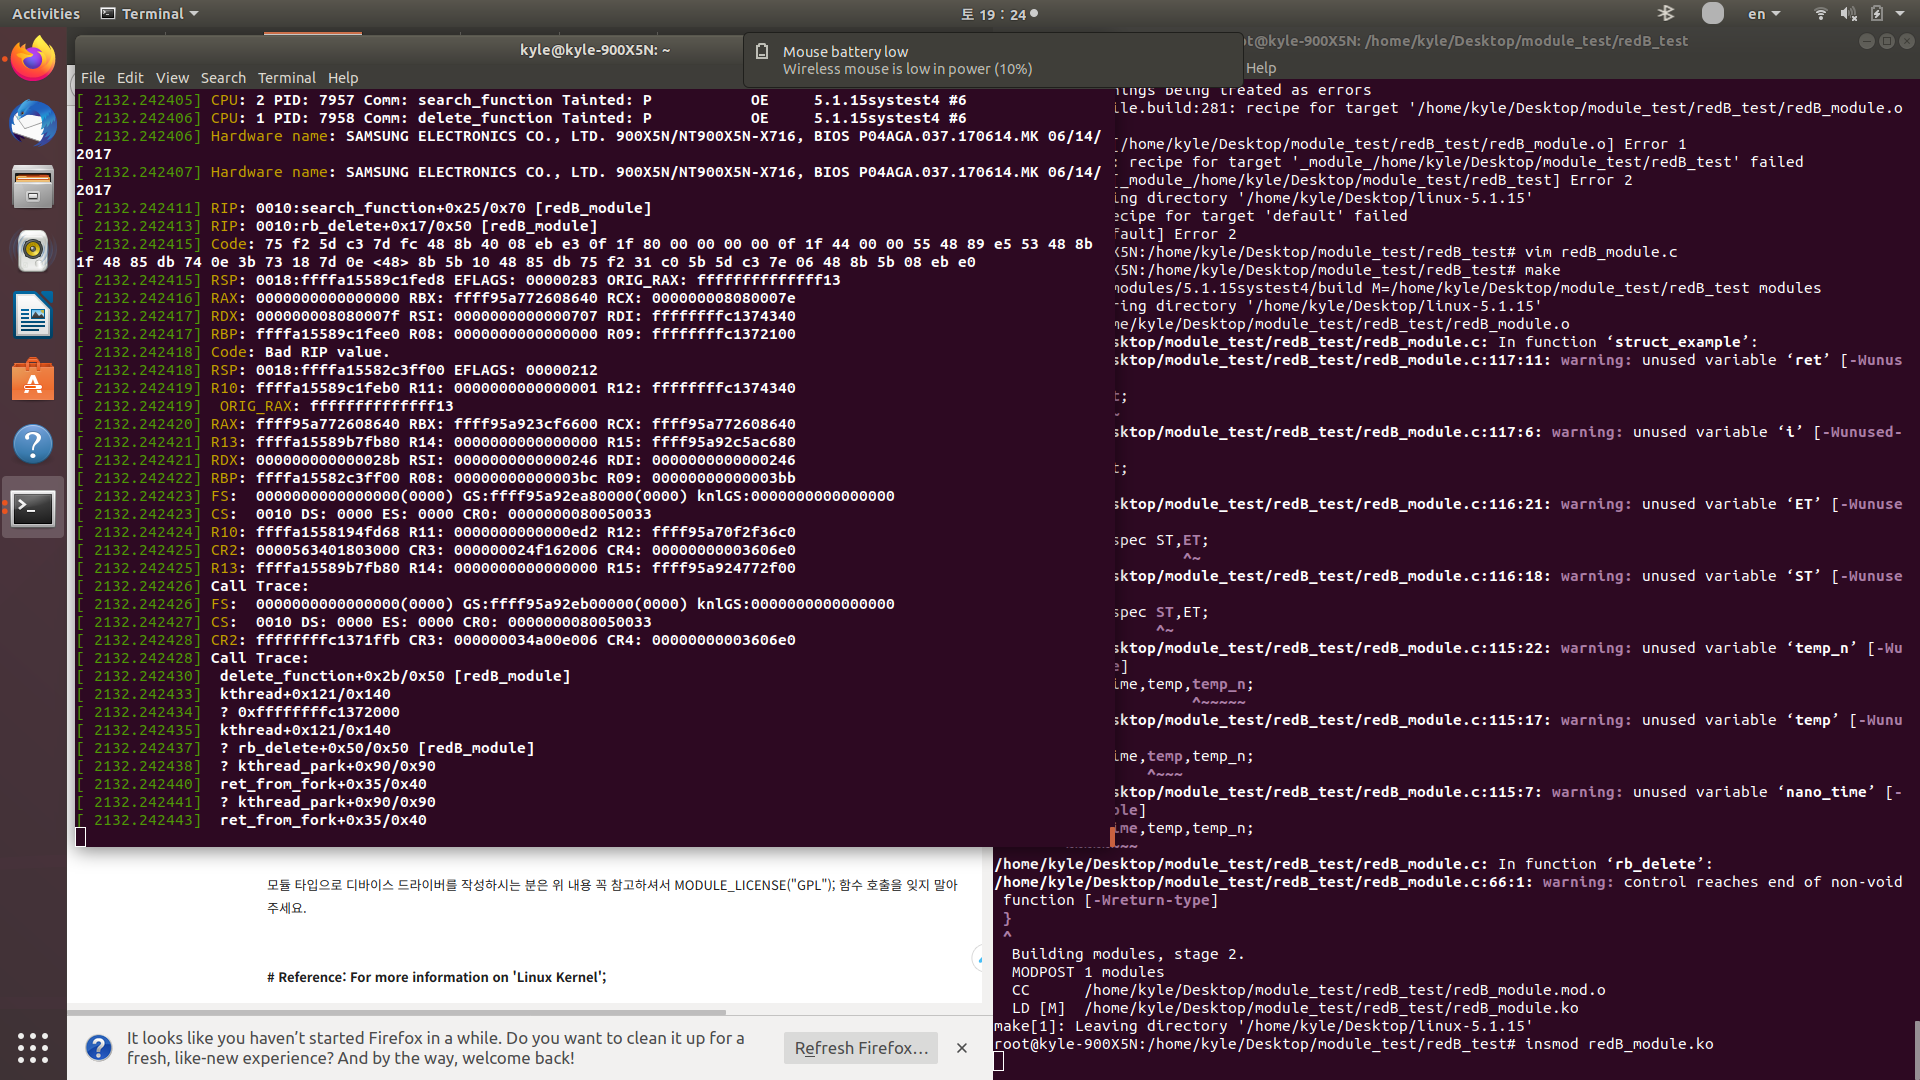 Activities
Terminal
토 19 : 24
en
kyle@kyle-900X5N: ~
File Edit View Search Terminal Help
[ 2132.242405] CPU: 2 PID: 7957 Comm: search_function Tainted: P           OE     5.1.15systest4 #6
[ 2132.242406] CPU: 1 PID: 7958 Comm: delete_function Tainted: P           OE     5.1.15systest4 #6
[ 2132.242406] Hardware name: SAMSUNG ELECTRONICS CO., LTD. 900X5N/NT900X5N-X716, BIOS P04AGA.037.170614.MK 06/14/
2017
[ 2132.242407] Hardware name: SAMSUNG ELECTRONICS CO., LTD. 900X5N/NT900X5N-X716, BIOS P04AGA.037.170614.MK 06/14/
2017
[ 2132.242411] RIP: 0010:search_function+0x25/0x70 [redB_module]
[ 2132.242413] RIP: 0010:rb_delete+0x17/0x50 [redB_module]
[ 2132.242415] Code: 75 f2 5d c3 7d fc 48 8b 40 08 eb e3 0f 1f 80 00 00 00 00 0f 1f 44 00 00 55 48 89 e5 53 48 8b
1f 48 85 db 74 0e 3b 73 18 7d 0e <48> 8b 5b 10 48 85 db 75 f2 31 c0 5b 5d c3 7e 06 48 8b 5b 08 eb e0
[ 2132.242415] RSP: 0018:ffffa15589c1fed8 EFLAGS: 00000283 ORIG_RAX: ffffffffffffff13
[ 2132.242416] RAX: 0000000000000000 RBX: ffff95a772608640 RCX: 000000008080007e
[ 2132.242417] RDX: 000000008080007f RSI: 0000000000000707 RDI: ffffffffc1374340
[ 2132.242417] RBP: ffffa15589c1fee0 R08: 0000000000000000 R09: ffffffffc1372100
[ 2132.242418] Code: Bad RIP value.
[ 2132.242418] RSP: 0018:ffffa15582c3ff00 EFLAGS: 00000212
[ 2132.242419] R10: ffffa15589c1feb0 R11: 0000000000000001 R12: ffffffffc1374340
[ 2132.242419]  ORIG_RAX: ffffffffffffff13
[ 2132.242420] RAX: ffff95a772608640 RBX: ffff95a923cf6600 RCX: ffff95a772608640
[ 2132.242421] R13: ffffa15589b7fb80 R14: 0000000000000000 R15: ffff95a92c5ac680
[ 2132.242421] RDX: 000000000000028b RSI: 0000000000000246 RDI: 0000000000000246
[ 2132.242422] RBP: ffffa15582c3ff00 R08: 00000000000003bc R09: 00000000000003bb
[ 2132.242423] FS:  0000000000000000(0000) GS:ffff95a92ea80000(0000) knlGS:0000000000000000
[ 2132.242423] CS:  0010 DS: 0000 ES: 0000 CR0: 0000000080050033
[ 2132.242424] R10: ffffa1558194fd68 R11: 0000000000000ed2 R12: ffff95a70f2f36c0
[ 2132.242425] CR2: 0000563401803000 CR3: 000000024f162006 CR4: 00000000003606e0
[ 2132.242425] R13: ffffa15589b7fb80 R14: 0000000000000000 R15: ffff95a924772f00
[ 2132.242426] Call Trace:
[ 2132.242426] FS:  0000000000000000(0000) GS:ffff95a92eb00000(0000) knlGS:0000000000000000
[ 2132.242427] CS:  0010 DS: 0000 ES: 0000 CR0: 0000000080050033
[ 2132.242428] CR2: ffffffffc1371ffb CR3: 000000034a00e006 CR4: 00000000003606e0
[ 2132.242428] Call Trace:
[ 2132.242430]  delete_function+0x2b/0x50 [redB_module]
[ 2132.242433]  kthread+0x121/0x140
[ 2132.242434]  ? 0xffffffffc1372000
[ 2132.242435]  kthread+0x121/0x140
[ 2132.242437]  ? rb_delete+0x50/0x50 [redB_module]
[ 2132.242438]  ? kthread_park+0x90/0x90
[ 2132.242440]  ret_from_fork+0x35/0x40
[ 2132.242441]  ? kthread_park+0x90/0x90
[ 2132.242443]  ret_from_fork+0x35/0x40
Mouse battery low
Wireless mouse is low in power (10%)
t@kyle-900X5N: /home/kyle/Desktop/module_test/redB_test
Help
nings being treated as errors
ile.build:281: recipe for target '/home/kyle/Desktop/module_test/redB_test/redB_module.o
[/home/kyle/Desktop/module_test/redB_test/redB_module.o] Error 1
: recipe for target '_module_/home/kyle/Desktop/module_test/redB_test' failed
[_module_/home/kyle/Desktop/module_test/redB_test] Error 2
ing directory '/home/kyle/Desktop/linux-5.1.15'
ecipe for target 'default' failed
fault] Error 2
X5N:/home/kyle/Desktop/module_test/redB_test# vim redB_module.c
X5N:/home/kyle/Desktop/module_test/redB_test# make
modules/5.1.15systest4/build M=/home/kyle/Desktop/module_test/redB_test modules
ring directory '/home/kyle/Desktop/linux-5.1.15'
me/kyle/Desktop/module_test/redB_test/redB_module.o
sktop/module_test/redB_test/redB_module.c: In function ‘struct_example’:
sktop/module_test/redB_test/redB_module.c:117:11: warning: unused variable ‘ret’ [-Wunus
t;
~
sktop/module_test/redB_test/redB_module.c:117:6: warning: unused variable ‘i’ [-Wunused-
t;
sktop/module_test/redB_test/redB_module.c:116:21: warning: unused variable ‘ET’ [-Wunuse
spec ST,ET;
^~
sktop/module_test/redB_test/redB_module.c:116:18: warning: unused variable ‘ST’ [-Wunuse
spec ST,ET;
^~
sktop/module_test/redB_test/redB_module.c:115:22: warning: unused variable ‘temp_n’ [-Wu
e]
ime,temp,temp_n;
^~~~~~
sktop/module_test/redB_test/redB_module.c:115:17: warning: unused variable ‘temp’ [-Wunu
ime,temp,temp_n;
^~~~
sktop/module_test/redB_test/redB_module.c:115:7: warning: unused variable ‘nano_time’ [-
ble]
ime,temp,temp_n;
~~~
/home/kyle/Desktop/module_test/redB_test/redB_module.c: In function ‘rb_delete’:
/home/kyle/Desktop/module_test/redB_test/redB_module.c:66:1: warning: control reaches end of non-void
function [-Wreturn-type]
}
^
Building modules, stage 2.
MODPOST 1 modules
CC      /home/kyle/Desktop/module_test/redB_test/redB_module.mod.o
LD [M]  /home/kyle/Desktop/module_test/redB_test/redB_module.ko
make[1]: Leaving directory '/home/kyle/Desktop/linux-5.1.15'
root@kyle-900X5N:/home/kyle/Desktop/module_test/redB_test# insmod redB_module.ko
모듈 타입으로 디바이스 드라이버를 작성하시는 분은 위 내용 꼭 참고하셔서 MODULE_LICENSE("GPL"); 함수 호출을 잊지 말아
주세요.
# Reference: For more information on 'Linux Kernel';
It looks like you haven’t started Firefox in a while. Do you want to clean it up for a
fresh, like-new experience? And by the way, welcome back!
Refresh Firefox…